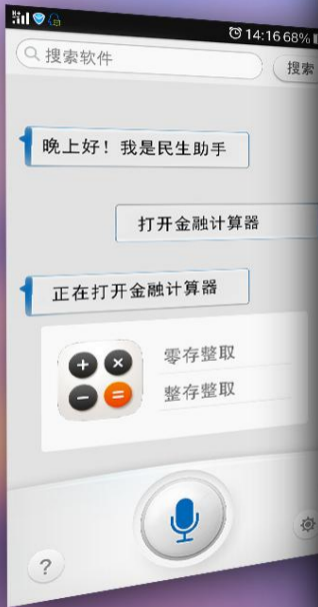 14:16 68%
搜索软件
搜索
晚上好！我是民生助手
打开金融计算器
正在打开金融计算器
零存整取
整存整取
?